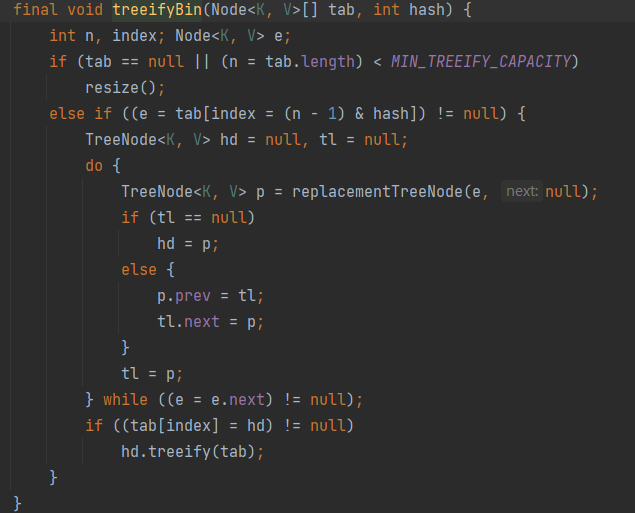 final void treeifyBin(Node<K, V>[] tab, int hash) {
    int n, index; Node<K, V> e;
    if (tab == null || (n = tab.length) < MIN_TREEIFY_CAPACITY)
        resize();
    else if ((e = tab[index = (n - 1) & hash]) != null) {
        TreeNode<K, V> hd = null, tl = null;
        do {
            TreeNode<K, V> p = replacementTreeNode(e, next: null);
            if (tl == null)
                hd = p;
            else {
                p.prev = tl;
                tl.next = p;
            }
            tl = p;
        } while ((e = e.next) != null);
        if ((tab[index] = hd) != null)
            hd.treeify(tab);
    }
}